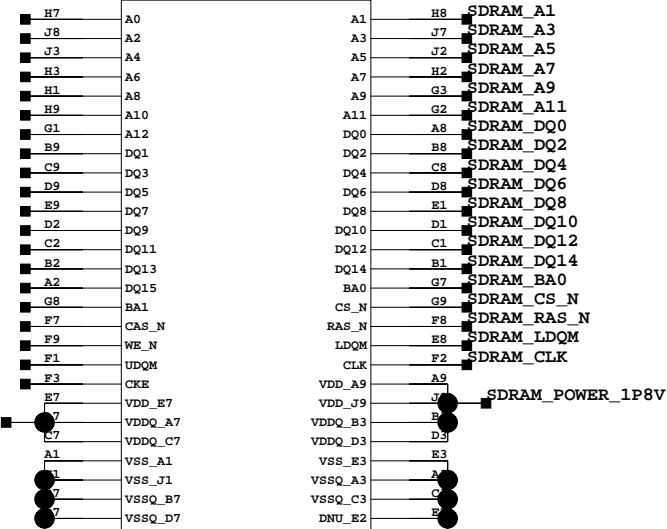 H7 A0 A1 H8 SDRAM_A1
J8 A2 A3 J7 SDRAM_A3
J3 A4 A5 J2 SDRAM_A5
H3 A6 A7 H2 SDRAM_A7
H1 A8 A9 G3 SDRAM_A9
H9 A10 A11 G2 SDRAM_A11
G1 A12 DQ0 A8 SDRAM_DQ0
B9 DQ1 DQ2 B8 SDRAM_DQ2
C9 DQ3 DQ4 C8 SDRAM_DQ4
D9 DQ5 DQ6 D8 SDRAM_DQ6
E9 DQ7 DQ8 E1 SDRAM_DQ8
D2 DQ9 DQ10 D1 SDRAM_DQ10
C2 DQ11 DQ12 C1 SDRAM_DQ12
B2 DQ13 DQ14 B1 SDRAM_DQ14
A2 DQ15 BA0 G7 SDRAM_BA0
G8 BA1 CS_N G9 SDRAM_CS_N
F7 CAS_N RAS_N F8 SDRAM_RAS_N
F9 WE_N LDQM E8 SDRAM_LDQM
F1 UDQM CLK F2 SDRAM_CLK
F3 CKE VDD_A9 A9
E7 VDD_E7 VDD_J9 SDRAM_POWER_1P8V
VDDQ_A7 VDDQ_B3
C7 VDDQ_C7 VDDQ_D3 D3
A1 VSS_A1 VSS_E3 E3
VSS_J1 VSSQ_A3
VSSQ_B7 VSSQ_C3
VSSQ_D7 DNU_E2